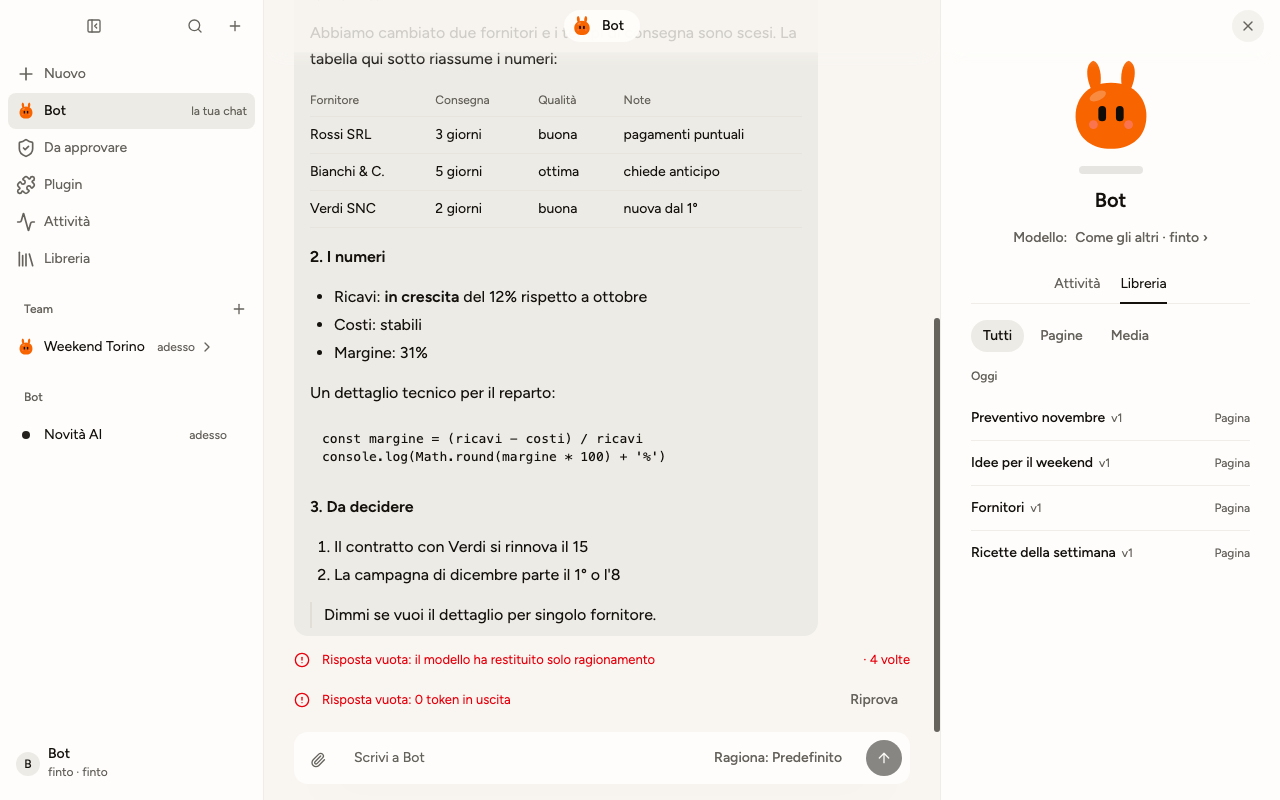 Nuovo
Bot
la tua chat
Da approvare
Plugin
Attività
Libreria
Team
Weekend Torino
adesso
Bot
Novità AI
adesso
B
Bot
finto · finto
Bot
Abbiamo cambiato due fornitori e i t
onsegna sono scesi. La
tabella qui sotto riassume i numeri:
Fornitore Consegna Qualità Note
Rossi SRL 3 giorni buona pagamenti puntuali
Bianchi & C. 5 giorni ottima chiede anticipo
Verdi SNC 2 giorni buona nuova dal 1°
2. I numeri
• Ricavi: in crescita del 12% rispetto a ottobre
• Costi: stabili
• Margine: 31%
Un dettaglio tecnico per il reparto:
const margine = (ricavi − costi) / ricavi
console.log(Math.round(margine * 100) + '%')
3. Da decidere
1. Il contratto con Verdi si rinnova il 15
2. La campagna di dicembre parte il 1° o l'8
Dimmi se vuoi il dettaglio per singolo fornitore.
Risposta vuota: il modello ha restituito solo ragionamento · 4 volte
Risposta vuota: 0 token in uscita Riprova
Scrivi a Bot Ragiona: Predefinito
Bot
Modello: Come gli altri · finto ›
Attività Libreria
Tutti Pagine Media
Oggi
Preventivo novembre v1 Pagina
Idee per il weekend v1 Pagina
Fornitori v1 Pagina
Ricette della settimana v1 Pagina